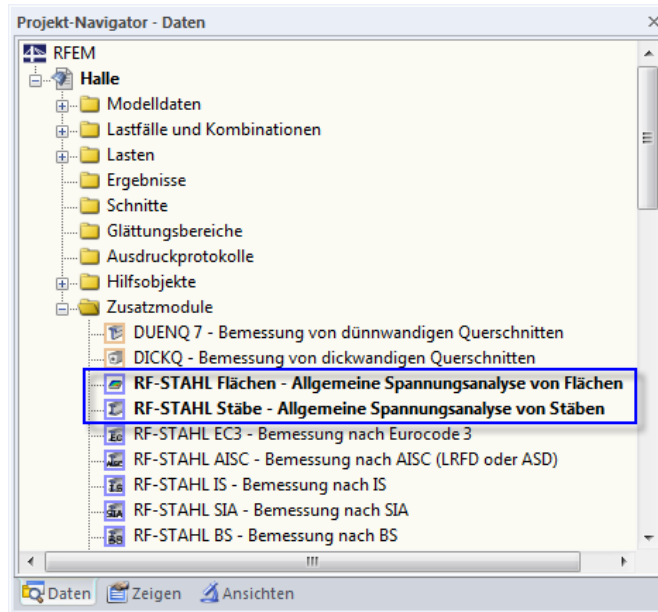 Projekt-Navigator - Daten
RFEM
Halle
Modelldaten
Lastfälle und Kombinationen
Lasten
Ergebnisse
Schnitte
Glättungsbereiche
Ausdruckprotokolle
Hilfsobjekte
Zusatzmodule
DUENQ 7 - Bemessung von dünnwandigen Querschnitten
DICKQ - Bemessung von dickwandigen Querschnitten
RF-STAHL Flächen - Allgemeine Spannungsanalyse von Flächen
RF-STAHL Stäbe - Allgemeine Spannungsanalyse von Stäben
RF-STAHL EC3 - Bemessung nach Eurocode 3
RF-STAHL AISC - Bemessung nach AISC (LRFD oder ASD)
RF-STAHL IS - Bemessung nach IS
RF-STAHL SIA - Bemessung nach SIA
RF-STAHL BS - Bemessung nach BS
Daten Zeigen Ansichten